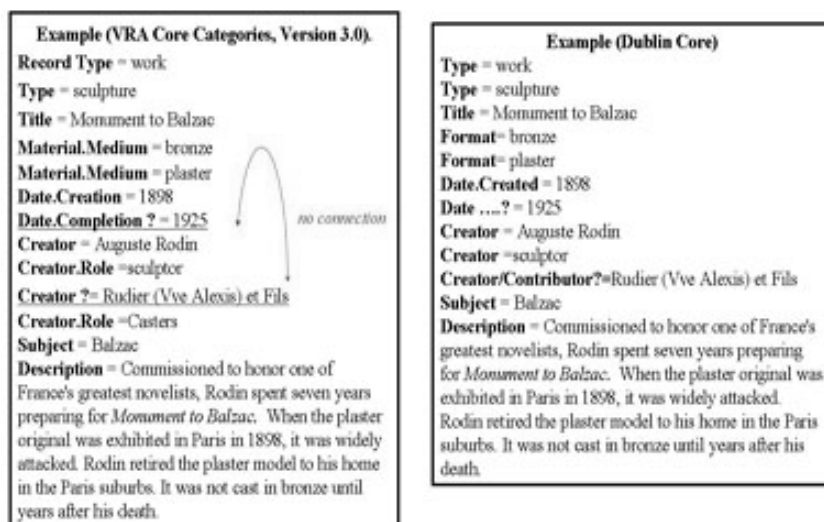 Example (VRA Core Categories, Version 3.0).
Record Type = work
Type = sculpture
Title = Monument to Balzac
Material.Medium = bronze
Material.Medium = plaster
Date.Creation = 1898
Date.Completion ? = 1925
no connection
Creator = Auguste Rodin
Creator.Role =sculptor
Creator ?= Rudier (Vve Alexis) et Fils
Creator.Role =Casters
Subject = Balzac
Description = Commissioned to honor one of
France's greatest novelists, Rodin spent seven years
preparing for Monument to Balzac. When the plaster
original was exhibited in Paris in 1898, it was widely
attacked. Rodin retired the plaster model to his home
in the Paris suburbs. It was not cast in bronze until
years after his death.
Example (Dublin Core)
Type = work
Type = sculpture
Title = Monument to Balzac
Format= bronze
Format= plaster
Date.Created = 1898
Date ....? = 1925
Creator = Auguste Rodin
Creator =sculptor
Creator/Contributor?=Rudier (Vve Alexis) et Fils
Subject = Balzac
Description = Commissioned to honor one of France's
greatest novelists, Rodin spent seven years preparing
for Monument to Balzac. When the plaster original was
exhibited in Paris in 1898, it was widely attacked.
Rodin retired the plaster model to his home in the Paris
suburbs. It was not cast in bronze until years after his
death.